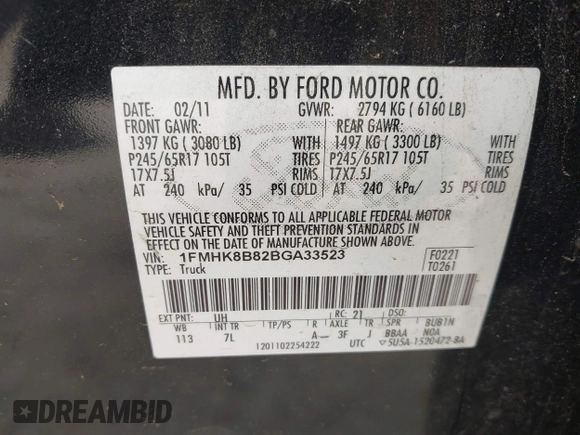 MFD. BY FORD MOTOR CO.
DATE: 02/11 GVWR: 2794 KG ( 6160 LB)
FRONT GAWR: REAR GAWR:
1397 KG ( 3080 LB) WITH 1497 KG ( 3300 LB) WITH
P245/65R17 105T TIRES P245/65R17 105T TIRES
17X7.5J RIMS 17X7.5J RIMS
AT 240 kPa/ 35 PSI COLD AT 240 kPa/ 35 PSI COLD
THIS VEHICLE CONFORMS TO ALL APPLICABLE FEDERAL MOTOR
VEHICLE SAFETY AND THEFT PREVENTION STANDARDS IN
EFFECT ON THE DATE OF MANUFACTURE SHOWN ABOVE.
VIN: 1FMHK8B82BGA33523 F0221
TYPE: Truck T0261
EXT PNT: UH RC: 21 DSO:
WB INT TR TP/PS R AXLE TR SPR BUB1N
113 7L A 3F J BBAA NOA
1201102254222 UTC ▽5U5A-1520472-BA
DREAMBID